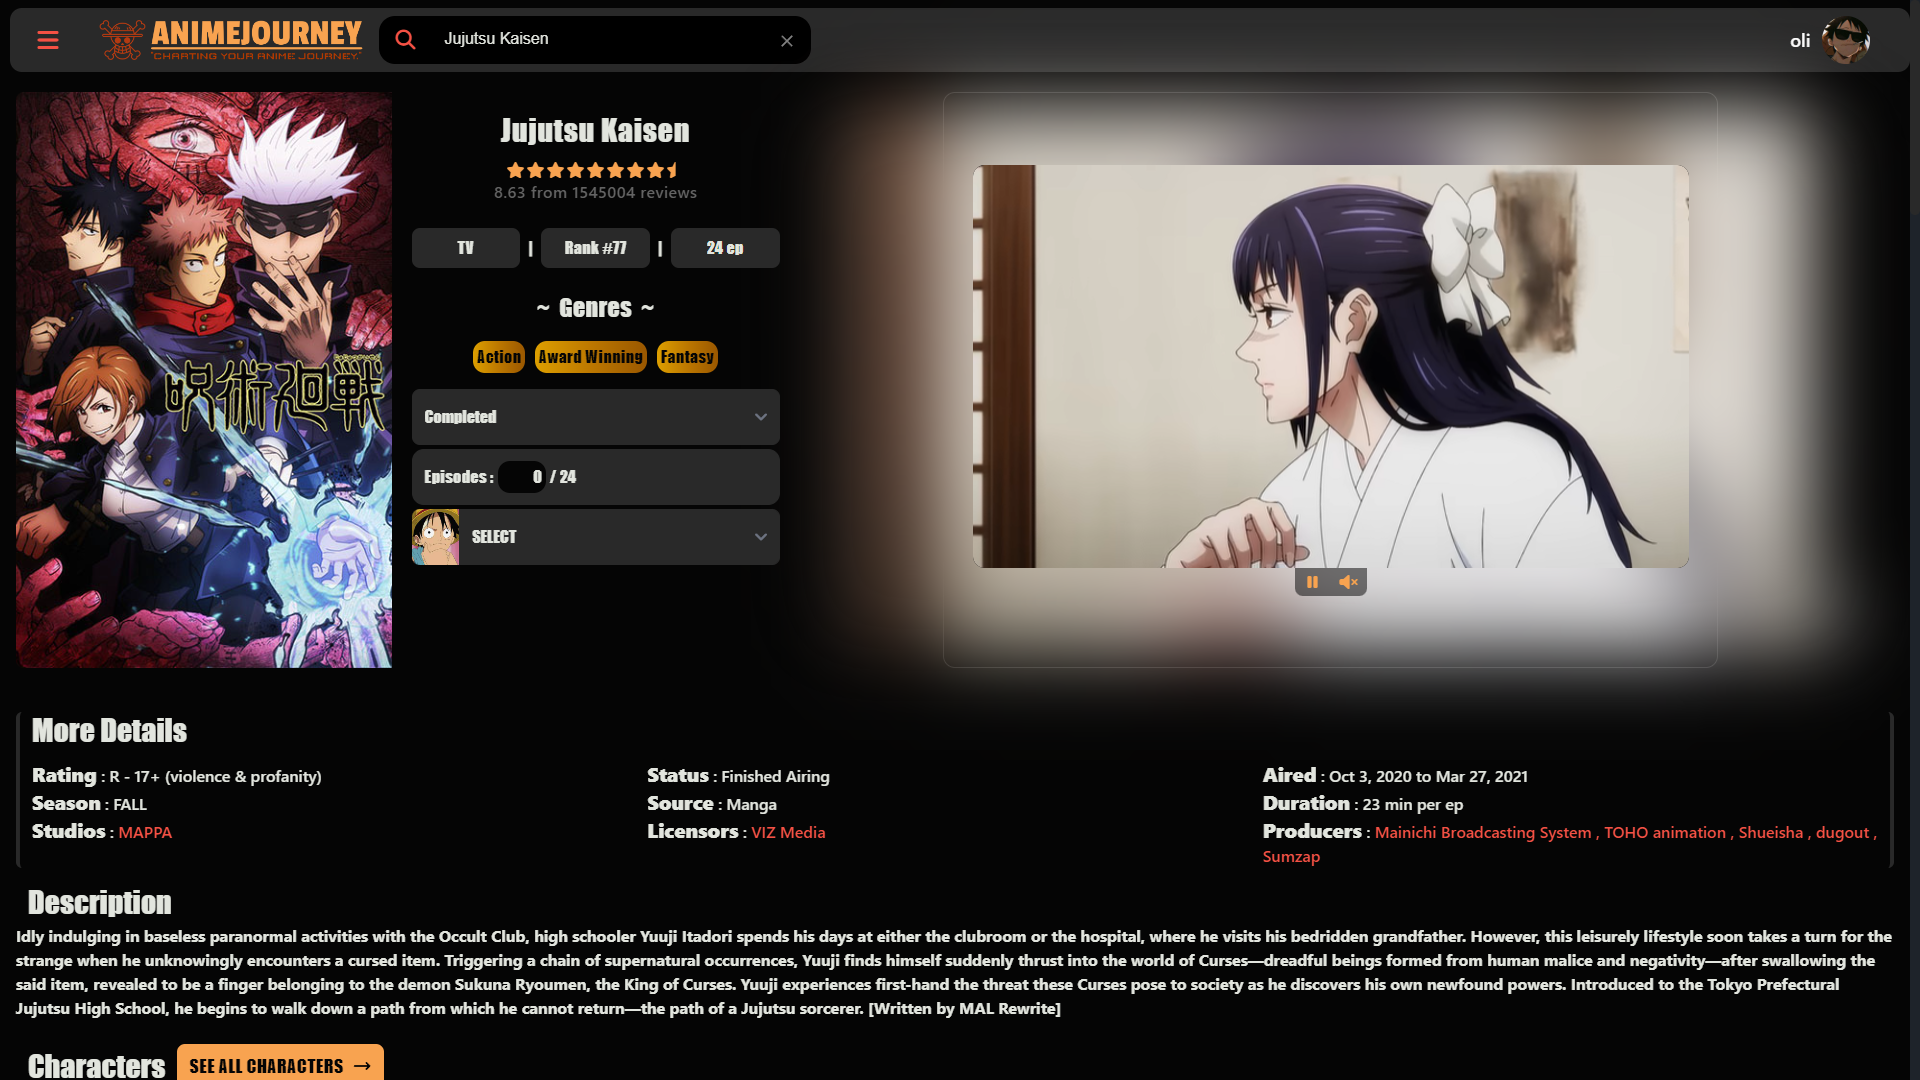 ANIMEJOURNEY
"CHARTING YOUR ANIME JOURNEY."
Jujutsu Kaisen
oli
呪術廻戦
Jujutsu Kaisen
8.63 from 1545004 reviews
TV | Rank #77 | 24 ep
~ Genres ~
Action Award Winning Fantasy
Completed
Episodes : 0 / 24
SELECT
More Details
Rating : R - 17+ (violence & profanity)
Season : FALL
Studios : MAPPA
Status : Finished Airing
Source : Manga
Licensors : VIZ Media
Aired : Oct 3, 2020 to Mar 27, 2021
Duration : 23 min per ep
Producers : Mainichi Broadcasting System , TOHO animation , Shueisha , dugout ,
Sumzap
Description
Idly indulging in baseless paranormal activities with the Occult Club, high schooler Yuuji Itadori spends his days at either the clubroom or the hospital, where he visits his bedridden grandfather. However, this leisurely lifestyle soon takes a turn for the
strange when he unknowingly encounters a cursed item. Triggering a chain of supernatural occurrences, Yuuji finds himself suddenly thrust into the world of Curses—dreadful beings formed from human malice and negativity—after swallowing the
said item, revealed to be a finger belonging to the demon Sukuna Ryoumen, the King of Curses. Yuuji experiences first-hand the threat these Curses pose to society as he discovers his own newfound powers. Introduced to the Tokyo Prefectural
Jujutsu High School, he begins to walk down a path from which he cannot return—the path of a Jujutsu sorcerer. [Written by MAL Rewrite]
Characters
SEE ALL CHARACTERS →